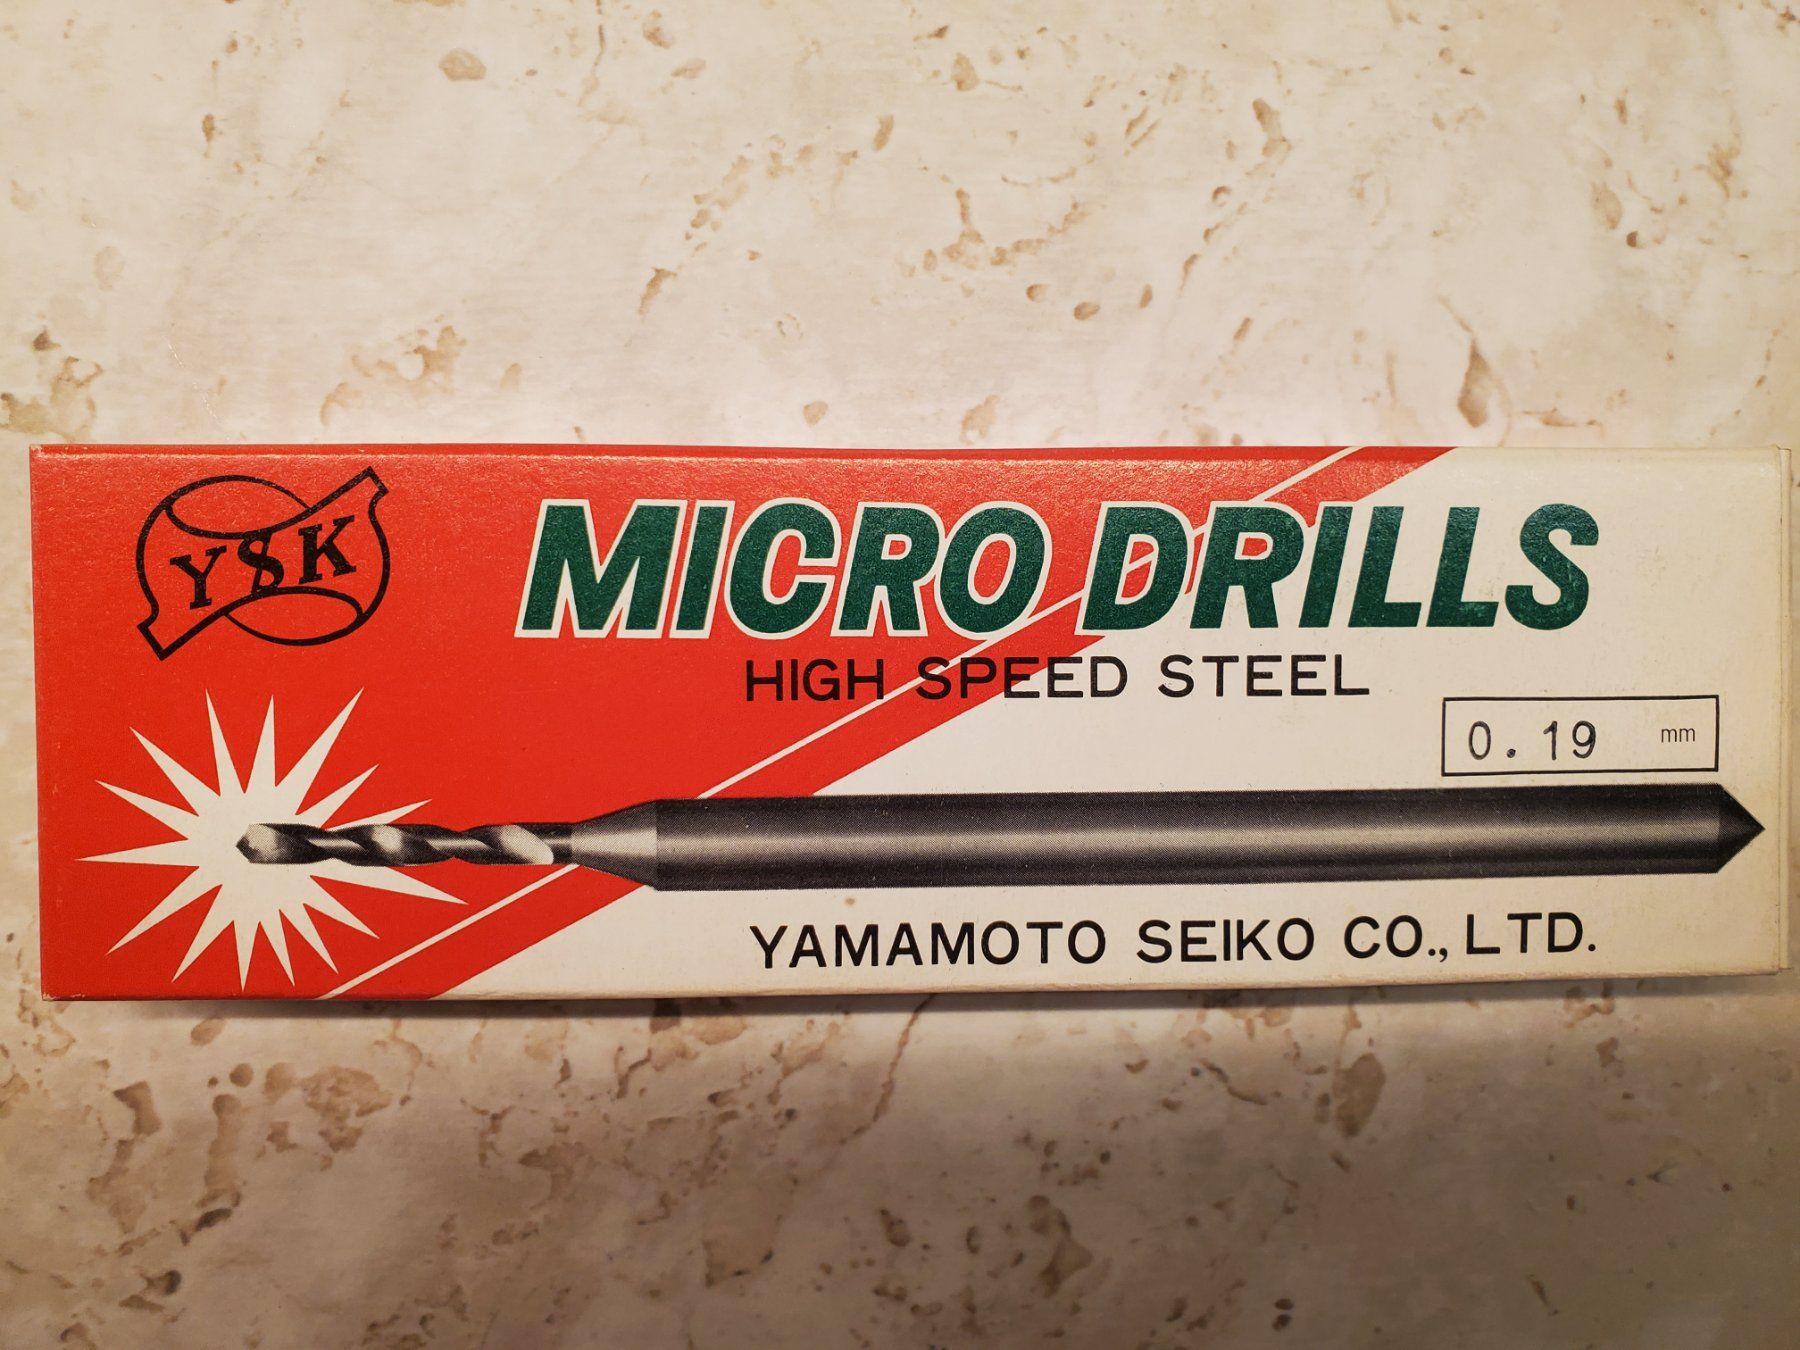 YSK
MICRO DRILLS
HIGH SPEED STEEL
0.19 mm
YAMAMOTO SEIKO CO., LTD.